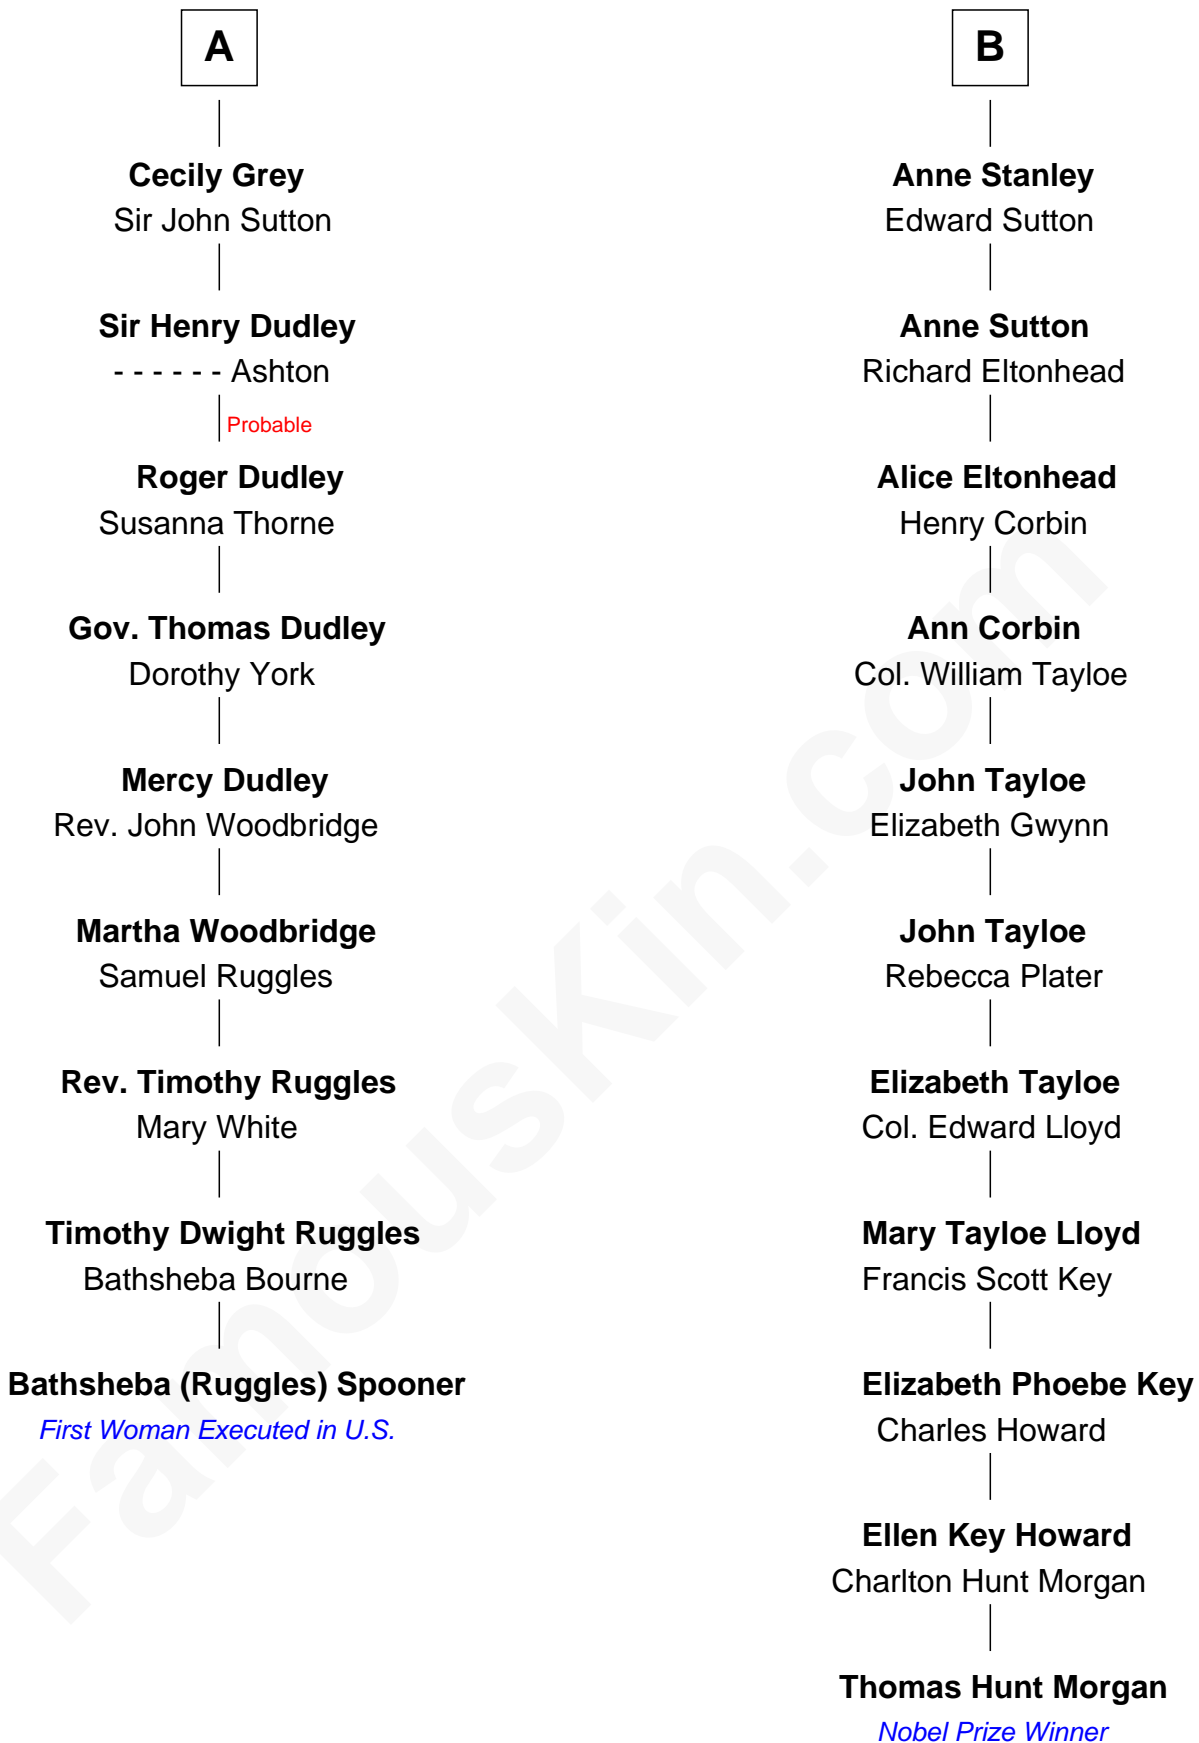 A
Cecily Grey
Sir John Sutton
Sir Henry Dudley
- - - - - - Ashton
Probable
Roger Dudley
Susanna Thorne
Gov. Thomas Dudley
Dorothy York
Mercy Dudley
Rev. John Woodbridge
Martha Woodbridge
Samuel Ruggles
Rev. Timothy Ruggles
Mary White
Timothy Dwight Ruggles
Bathsheba Bourne
Bathsheba (Ruggles) Spooner
First Woman Executed in U.S.
B
Anne Stanley
Edward Sutton
Anne Sutton
Richard Eltonhead
Alice Eltonhead
Henry Corbin
Ann Corbin
Col. William Tayloe
John Tayloe
Elizabeth Gwynn
John Tayloe
Rebecca Plater
Elizabeth Tayloe
Col. Edward Lloyd
Mary Tayloe Lloyd
Francis Scott Key
Elizabeth Phoebe Key
Charles Howard
Ellen Key Howard
Charlton Hunt Morgan
Thomas Hunt Morgan
Nobel Prize Winner
FamousKin.com